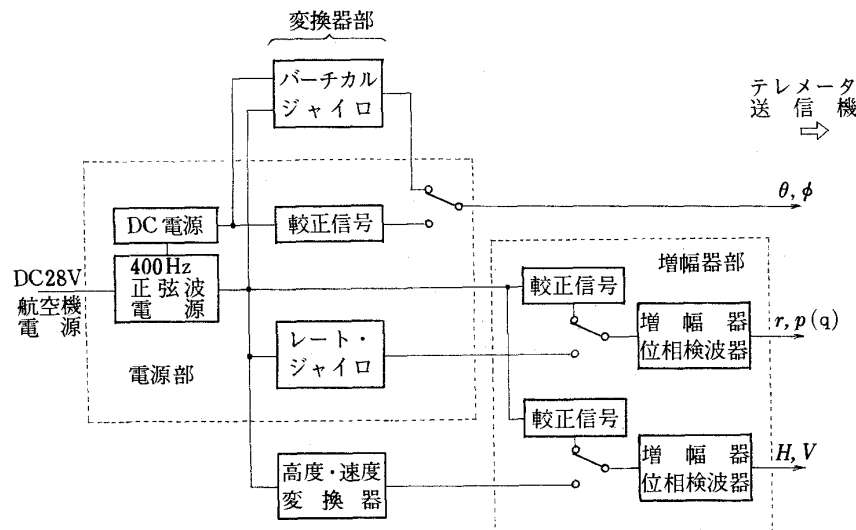 変換器部
バーチカル
ジャイロ
テレメータ
送信機
θ, φ
DC電源
較正信号
DC28V
航空機
電源
400Hz
正弦波
電源
増幅器部
較正信号
増幅器
位相検波器
r, p(q)
レート・
ジャイロ
電源部
較正信号
増幅器
位相検波器
H, V
高度・速度
変換器